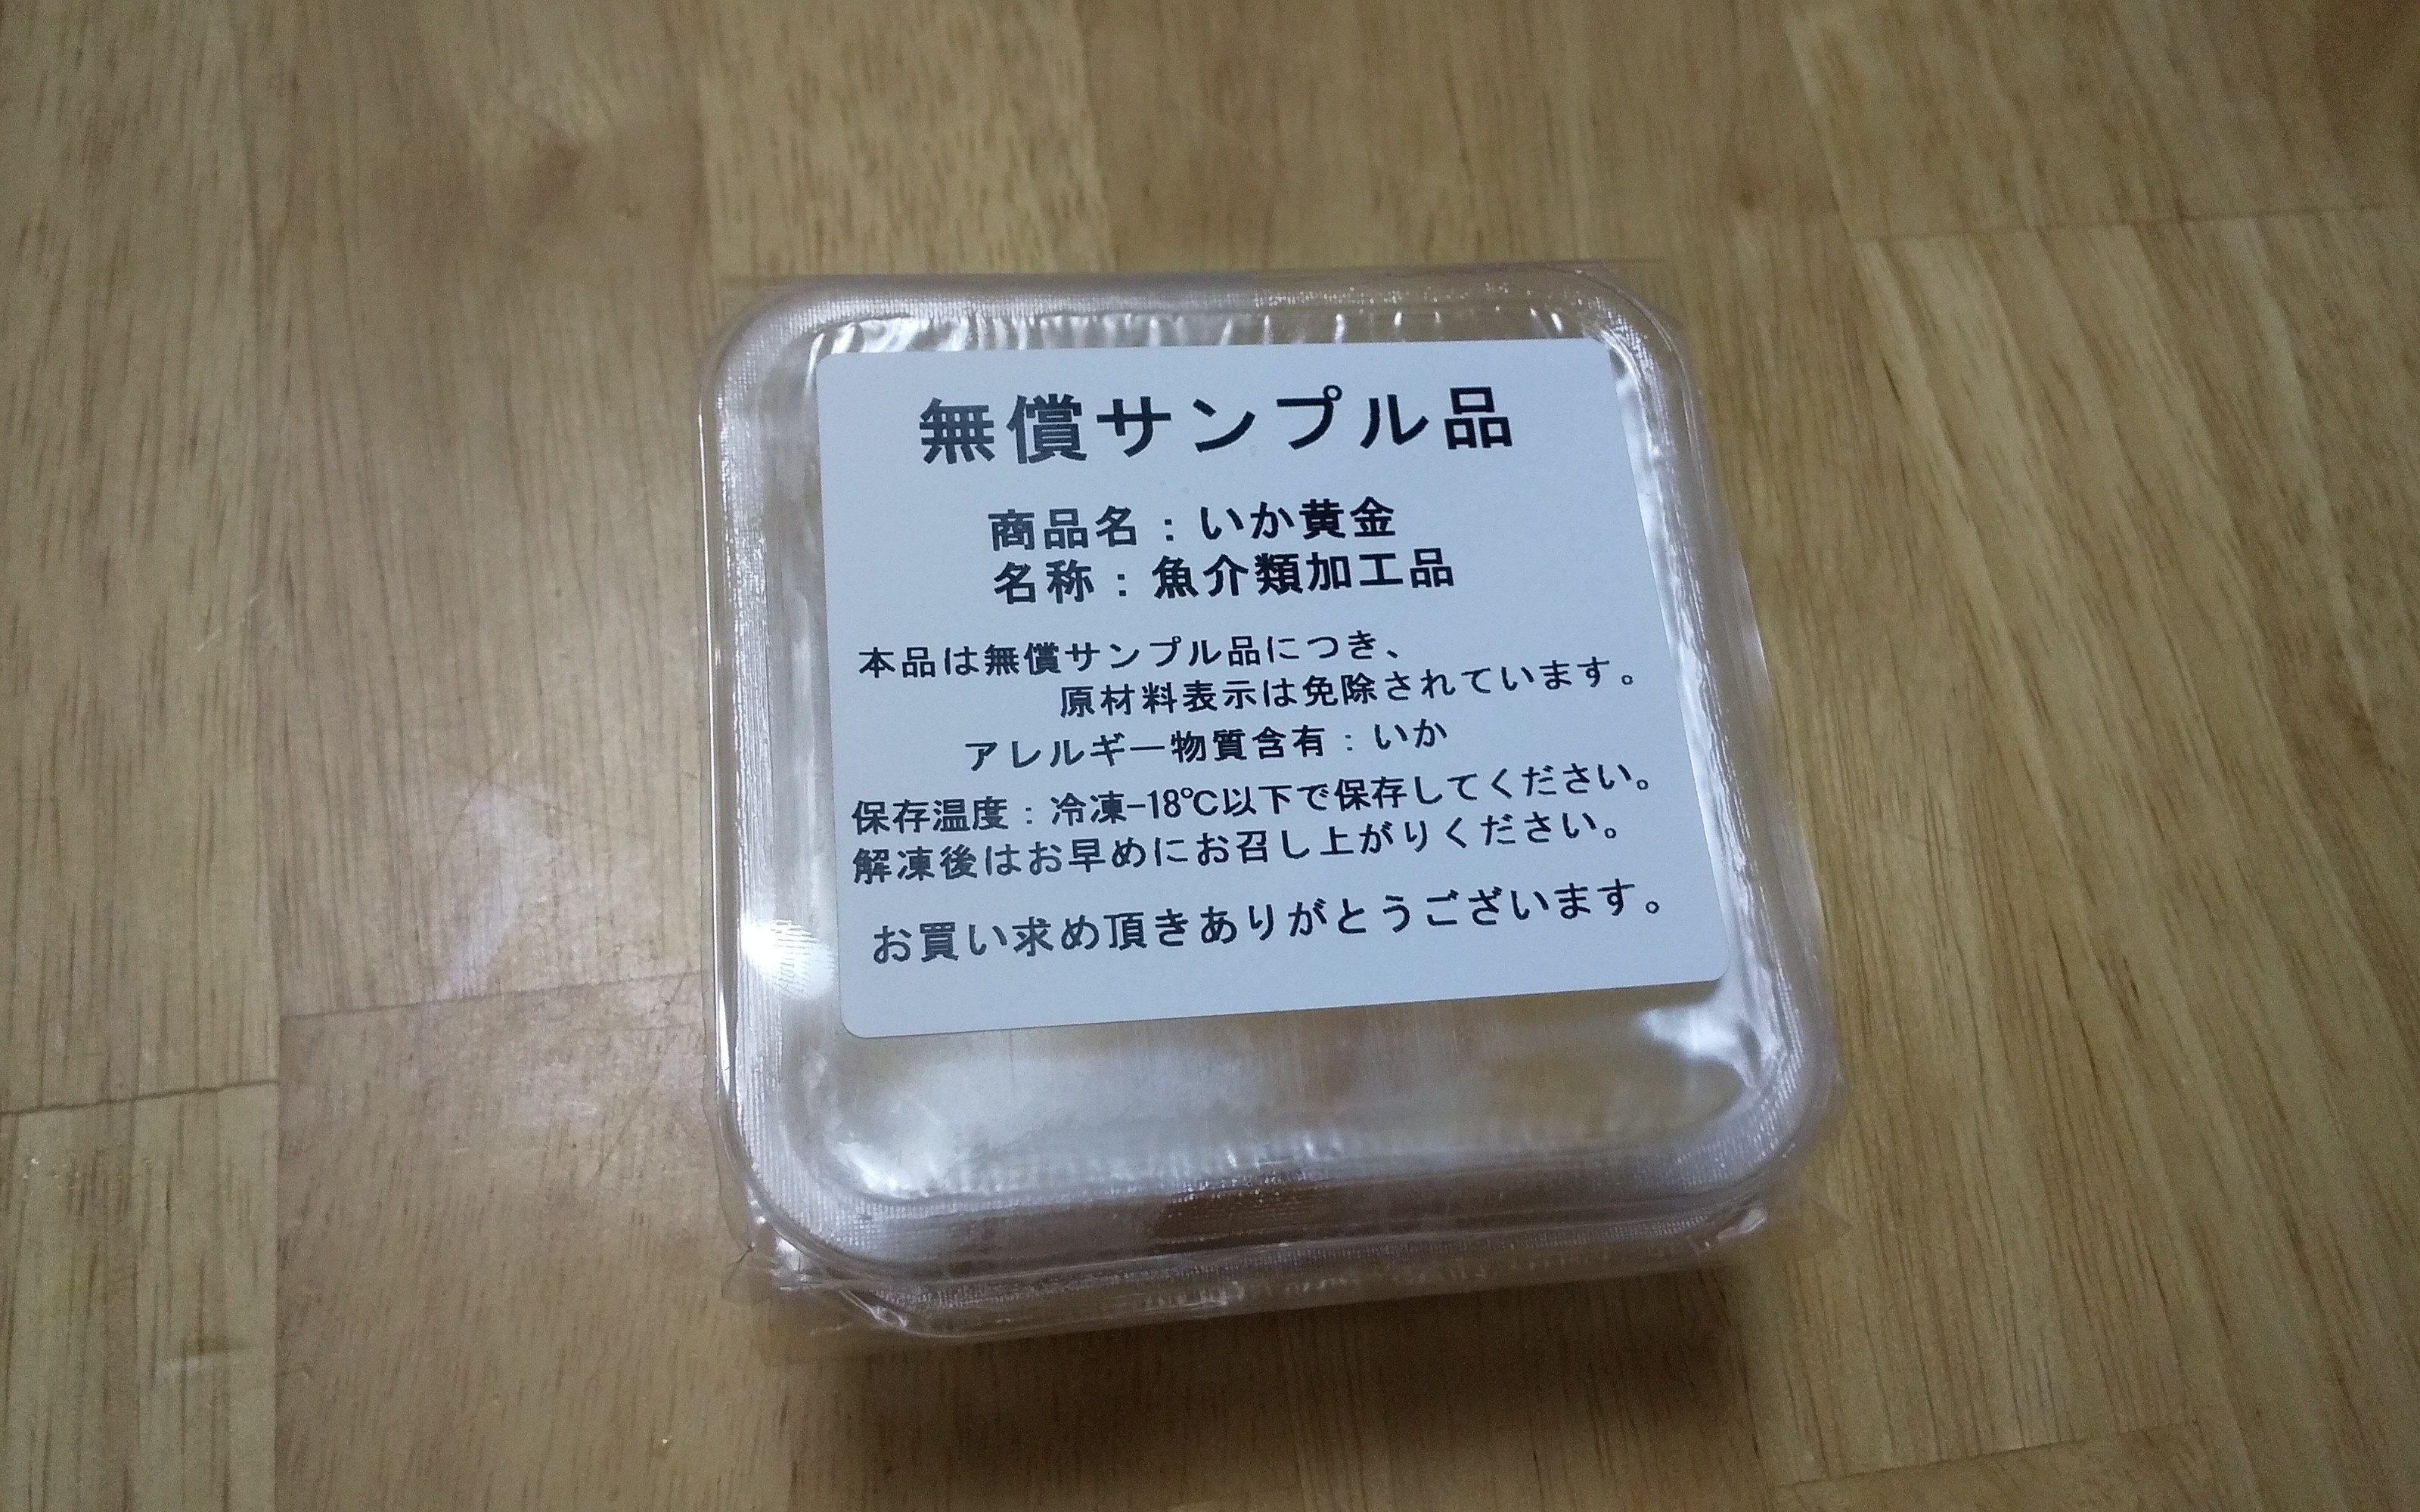 無償サンプル品
商品名：いか黄金
名称：魚介類加工品
本品は無償サンプル品につき、
原材料表示は免除されています。
アレルギー物質含有：いか
保存温度：冷凍-18℃以下で保存してください。
解凍後はお早めにお召し上がりください。
お買い求め頂きありがとうございます。